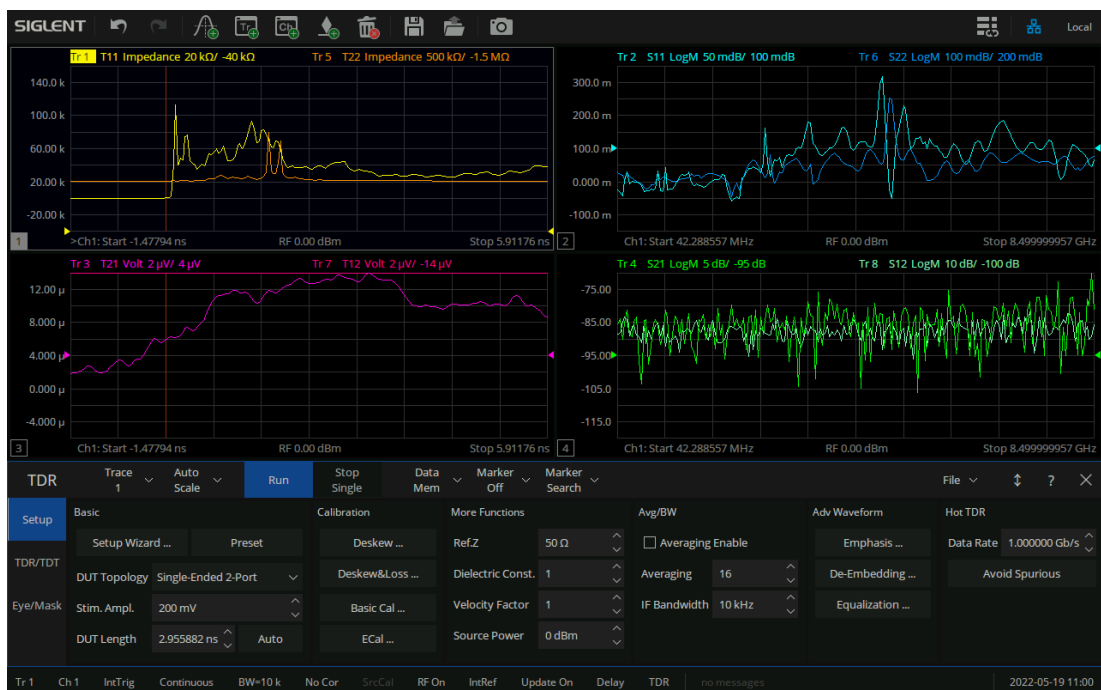 SIGLENT Tr Ch Local
Tr 1 T11 Impedance 20 kΩ/ -40 kΩ Tr 5 T22 Impedance 500 kΩ/ -1.5 MΩ
140.0 k
100.0 k
60.00 k
20.00 k
-20.00 k
1 >Ch1: Start -1.47794 ns RF 0.00 dBm Stop 5.91176 ns
Tr 2 S11 LogM 50 mdB/ 100 mdB Tr 6 S22 LogM 100 mdB/ 200 mdB
300.0 m
200.0 m
100.0 m
0.000 m
-100.0 m
2 Ch1: Start 42.288557 MHz RF 0.00 dBm Stop 8.499999957 GHz
Tr 3 T21 Volt 2 µV/ 4 µV Tr 7 T12 Volt 2 µV/ -14 µV
12.00 µ
8.000 µ
4.000 µ
0.000 µ
-4.000 µ
3 Ch1: Start -1.47794 ns RF 0.00 dBm Stop 5.91176 ns
Tr 4 S21 LogM 5 dB/ -95 dB Tr 8 S12 LogM 10 dB/ -100 dB
-75.00
-85.00
-95.00
-105.0
-115.0
4 Ch1: Start 42.288557 MHz RF 0.00 dBm Stop 8.499999957 GHz
TDR Trace 1 Auto Scale Run Stop Single Data Mem Marker Off Marker Search File ?
Setup
TDR/TDT
Eye/Mask
Basic
Setup Wizard ... Preset
DUT Topology Single-Ended 2-Port
Stim. Ampl. 200 mV
DUT Length 2.955882 ns Auto
Calibration
Deskew ...
Deskew&Loss ...
Basic Cal ...
ECal ...
More Functions
Ref.Z 50 Ω
Dielectric Const. 1
Velocity Factor 1
Source Power 0 dBm
Avg/BW
Averaging Enable
Averaging 16
IF Bandwidth 10 kHz
Adv Waveform
Emphasis ...
De-Embedding ...
Equalization ...
Hot TDR
Data Rate 1.000000 Gb/s
Avoid Spurious
Tr 1 Ch 1 IntTrig Continuous BW=10 k No Cor SrcCal RF On IntRef Update On Delay TDR no messages 2022-05-19 11:00